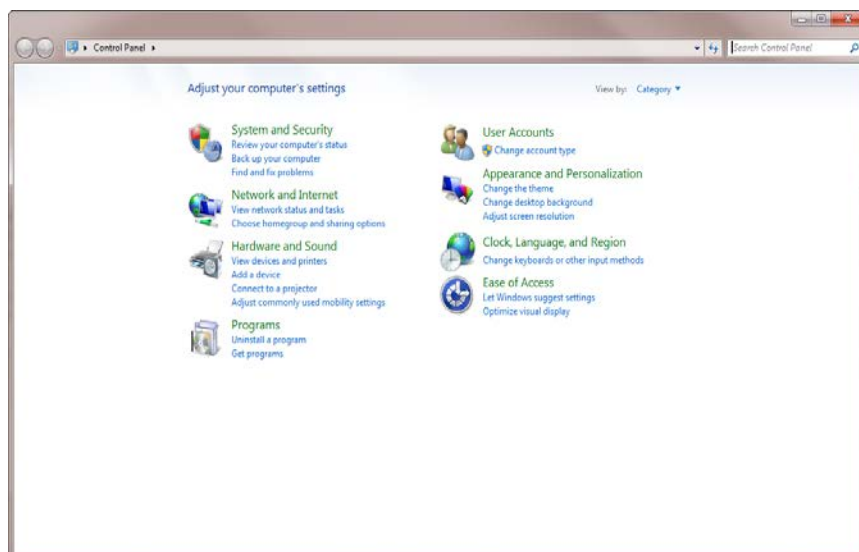 Control Panel
Search Control Panel
Adjust your computer's settings
View by: Category
System and Security
Review your computer's status
Back up your computer
Find and fix problems
Network and Internet
View network status and tasks
Choose homegroup and sharing options
Hardware and Sound
View devices and printers
Add a device
Connect to a projector
Adjust commonly used mobility settings
Programs
Uninstall a program
Get programs
User Accounts
Change account type
Appearance and Personalization
Change the theme
Change desktop background
Adjust screen resolution
Clock, Language, and Region
Change keyboards or other input methods
Ease of Access
Let Windows suggest settings
Optimize visual display